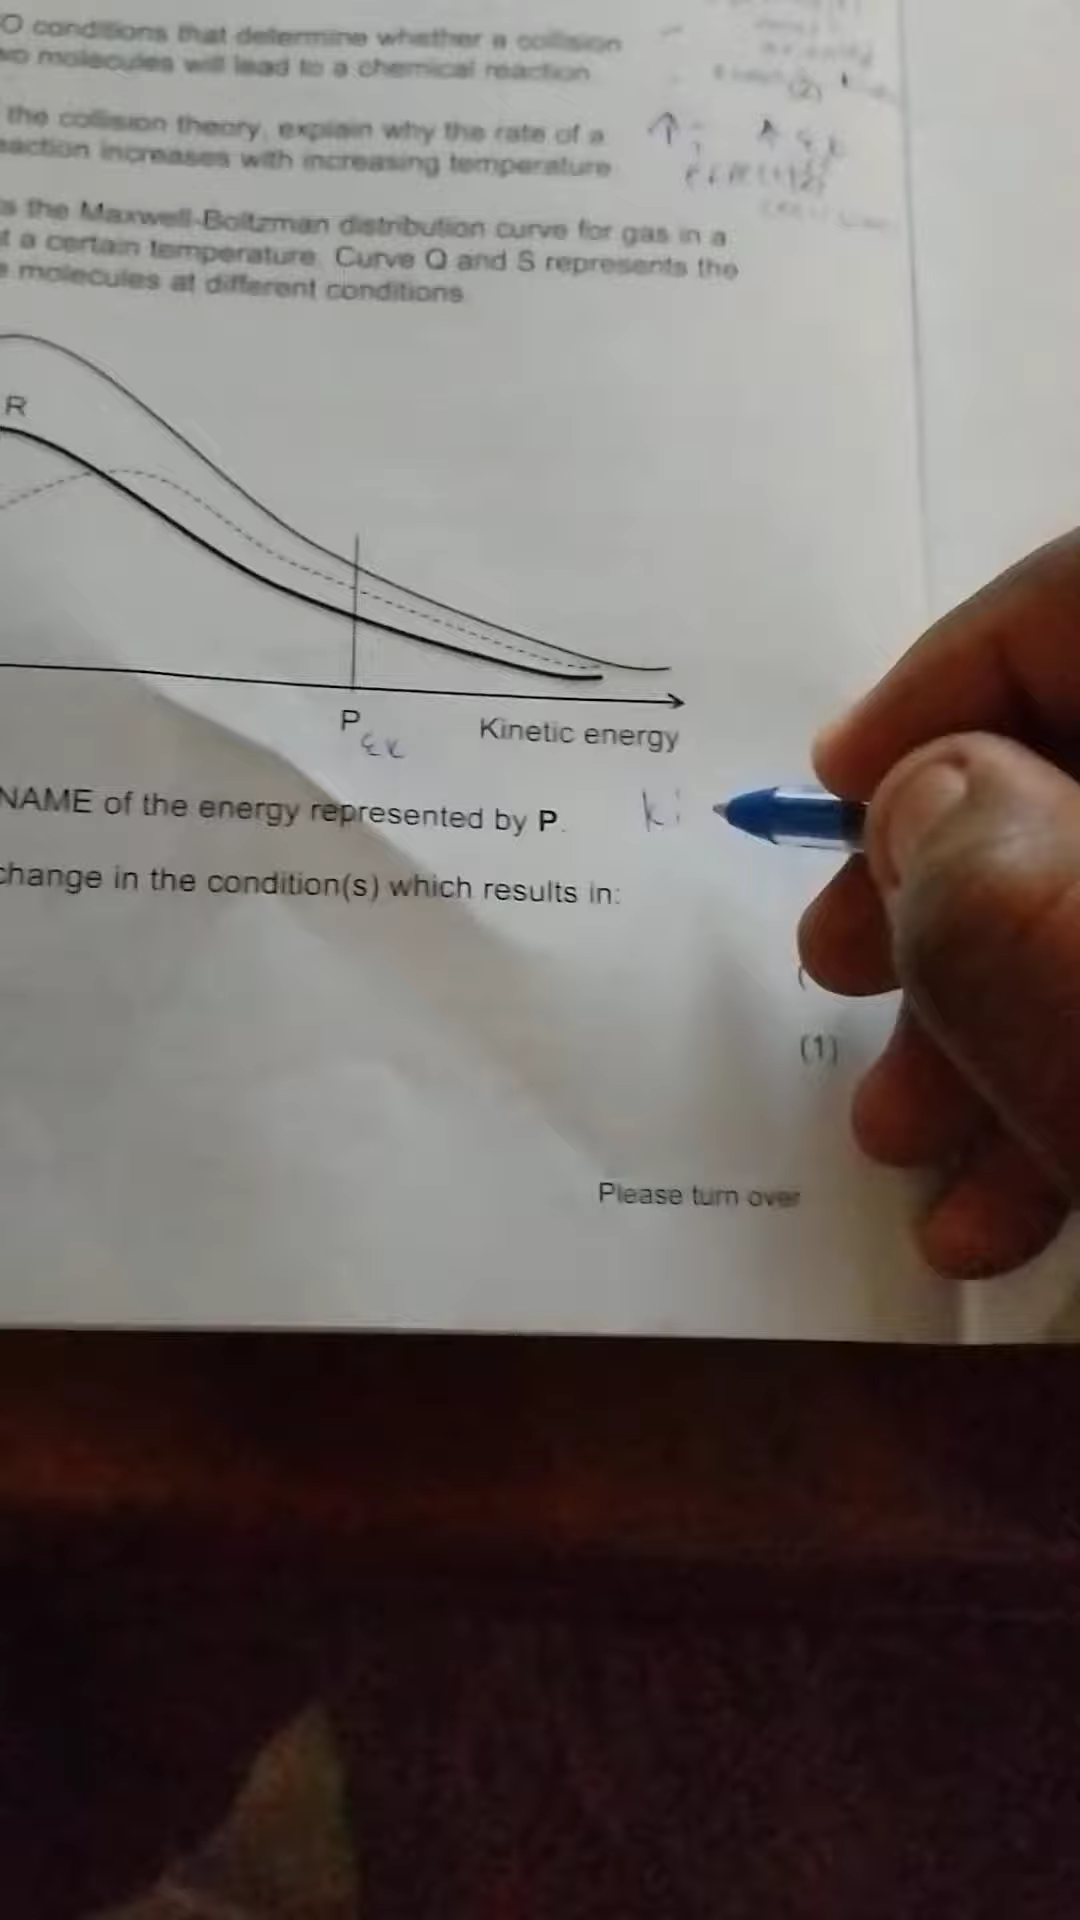 O conditions that determine whether a collision
wo molecules will lead to a chemical reaction
(2)
the collision theory, explain why the rate of a
eaction increases with increasing temperature
s the Maxwell-Boltzman distribution curve for gas in a
t a certain temperature. Curve Q and S represents the
e molecules at different conditions.
R
P
Kinetic energy
NAME of the energy represented by P.
ki
change in the condition(s) which results in:
(1)
Please turn over